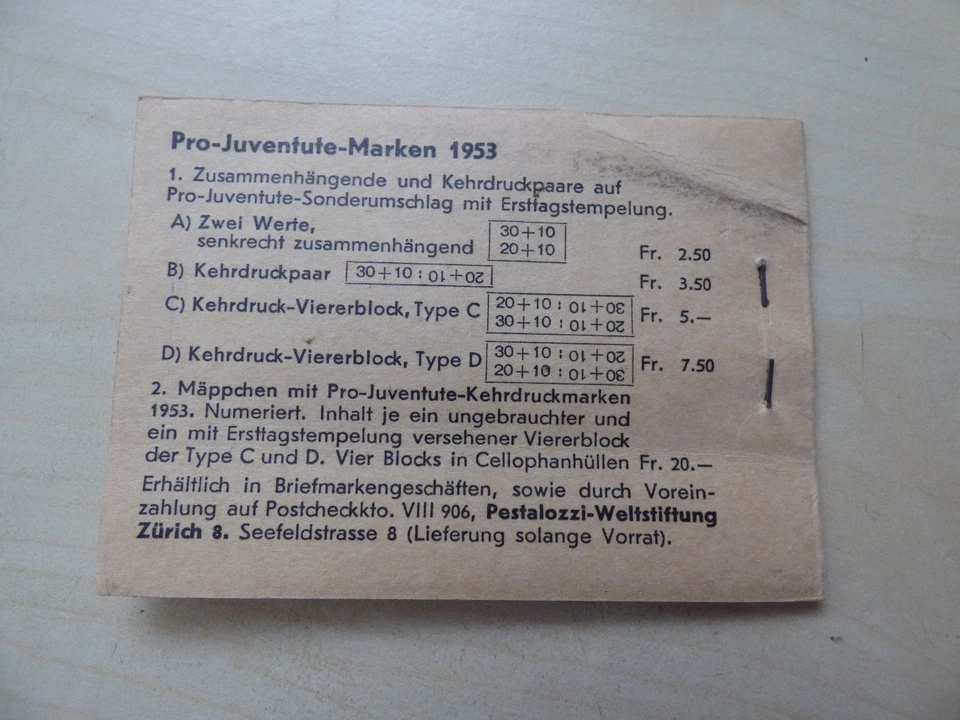 Pro-Juventute-Marken 1953
1. Zusammenhängende und Kehrdruckpaare auf
Pro-Juventute-Sonderumschlag mit Ersttagstempelung.
A) Zwei Werte,
senkrecht zusammenhängend
30+10
20+10
Fr. 2.50
B) Kehrdruckpaar
30+10 : 20+10
Fr. 3.50
C) Kehrdruck-Viererblock, Type C
20+10 : 30+10
30+10 : 20+10
Fr. 5.—
D) Kehrdruck-Viererblock, Type D
30+10 : 20+10
20+10 : 30+10
Fr. 7.50
2. Mäppchen mit Pro-Juventute-Kehrdruckmarken
1953. Numeriert. Inhalt je ein ungebrauchter und
ein mit Ersttagstempelung versehener Viererblock
der Type C und D. Vier Blocks in Cellophanhüllen Fr. 20.—
Erhältlich in Briefmarkengeschäften, sowie durch Vorein-
zahlung auf Postcheckkto. VIII 906, Pestalozzi-Weltstiftung
Zürich 8. Seefeldstrasse 8 (Lieferung solange Vorrat).